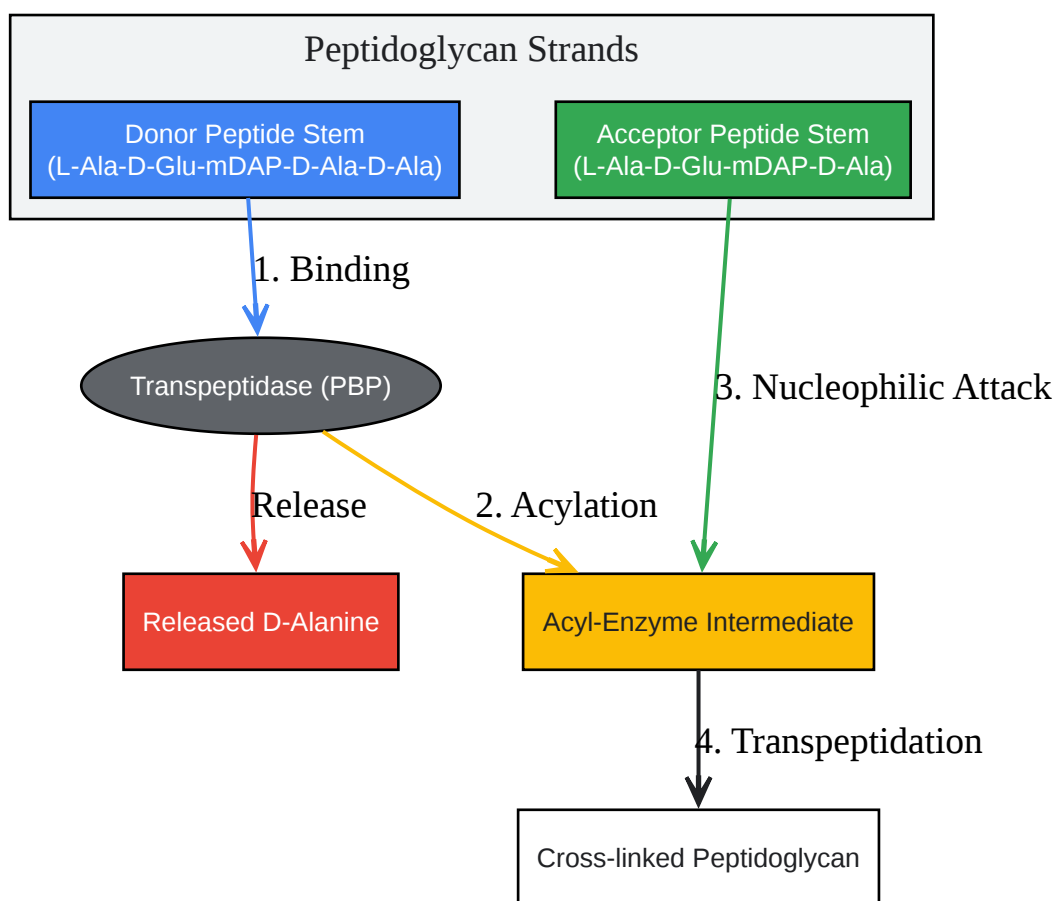 Peptidoglycan Strands
Donor Peptide Stem
(L-Ala-D-Glu-mDAP-D-Ala-D-Ala)
Acceptor Peptide Stem
(L-Ala-D-Glu-mDAP-D-Ala)
1. Binding
Transpeptidase (PBP)
3. Nucleophilic Attack
Release
2. Acylation
Released D-Alanine
Acyl-Enzyme Intermediate
4. Transpeptidation
Cross-linked Peptidoglycan